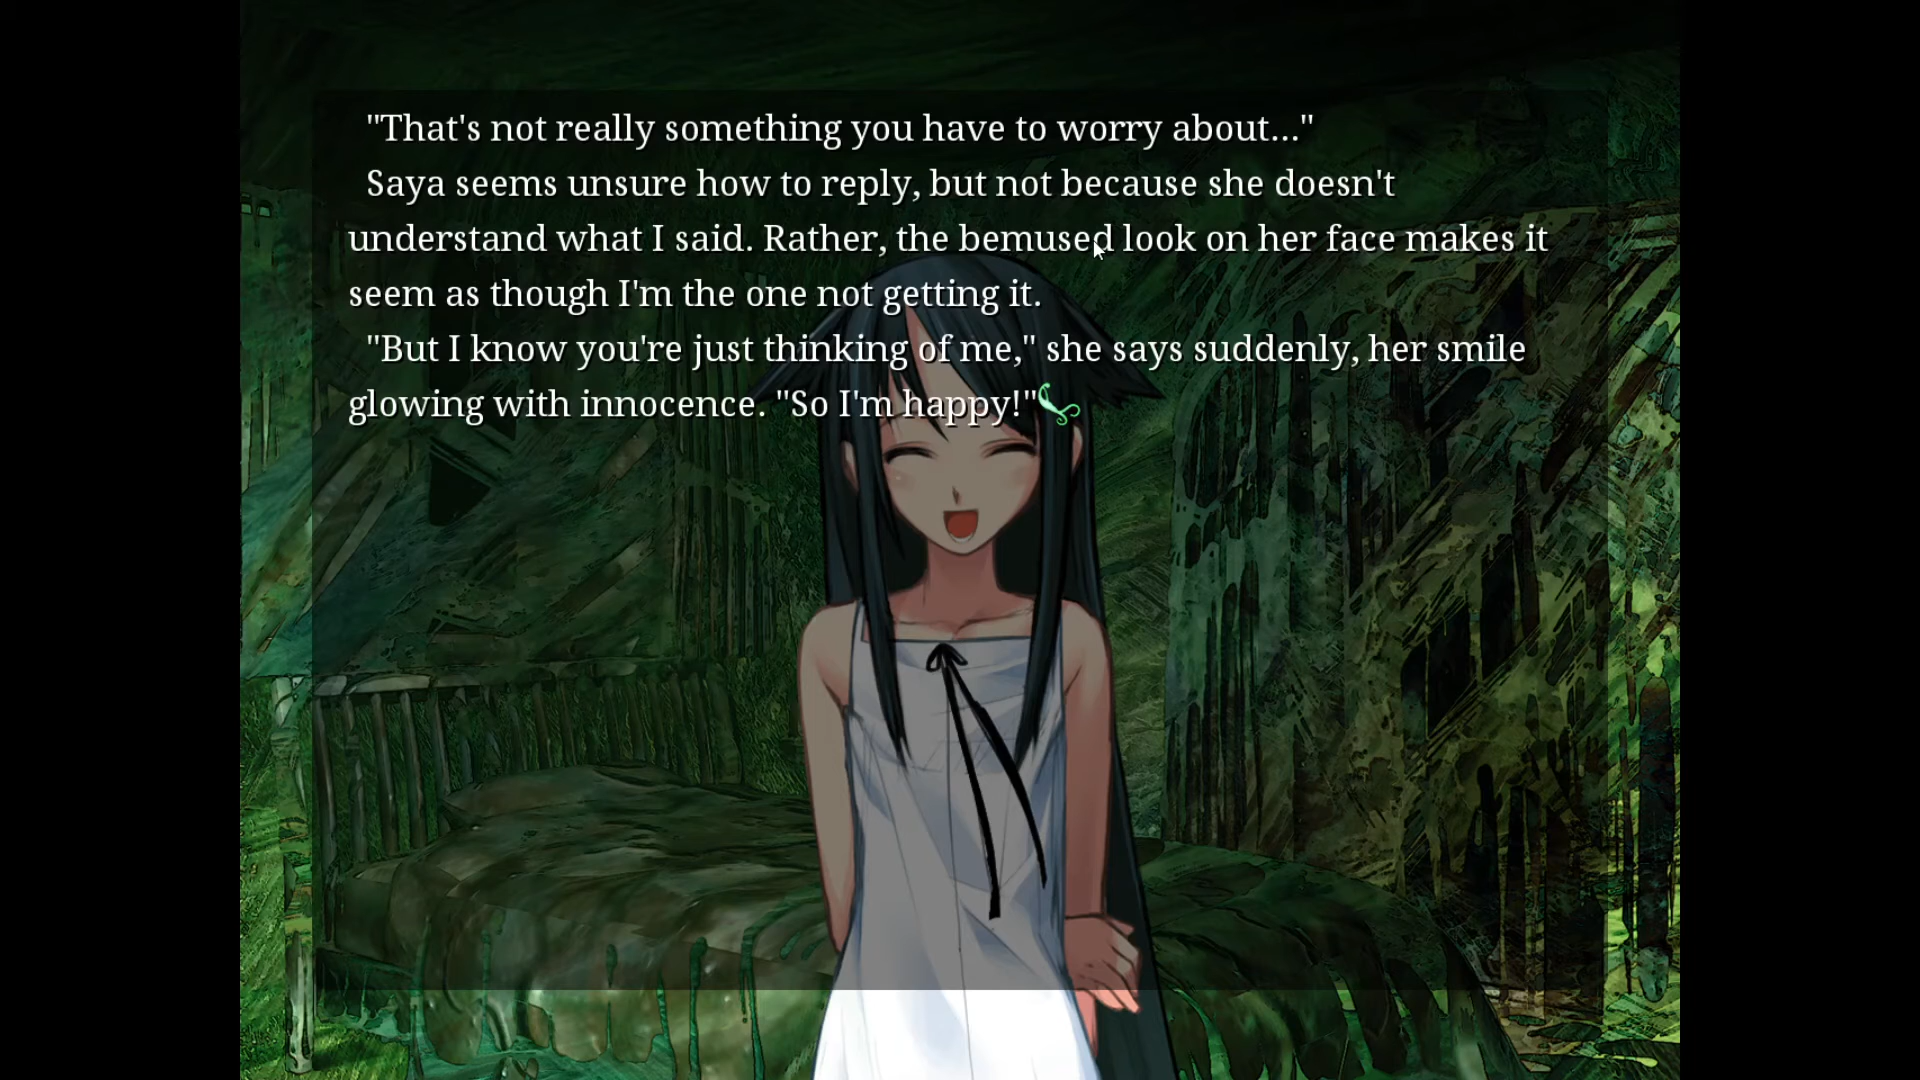 "That's not really something you have to worry about..."
Saya seems unsure how to reply, but not because she doesn't
understand what I said. Rather, the bemused look on her face makes it
seem as though I'm the one not getting it.
"But I know you're just thinking of me," she says suddenly, her smile
glowing with innocence. "So I'm happy!"